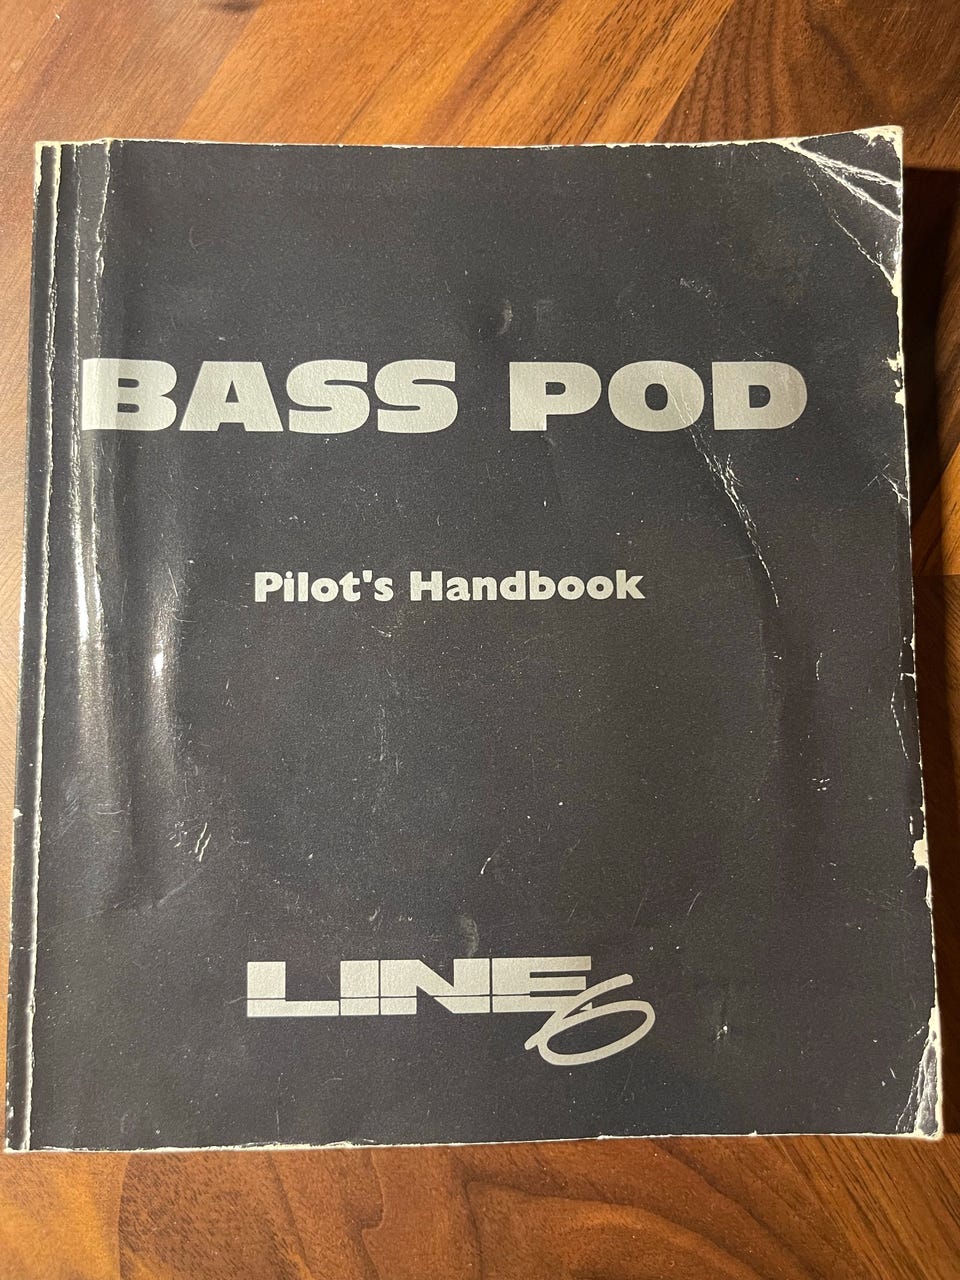 BASS POD
Pilot's Handbook
LINE 6